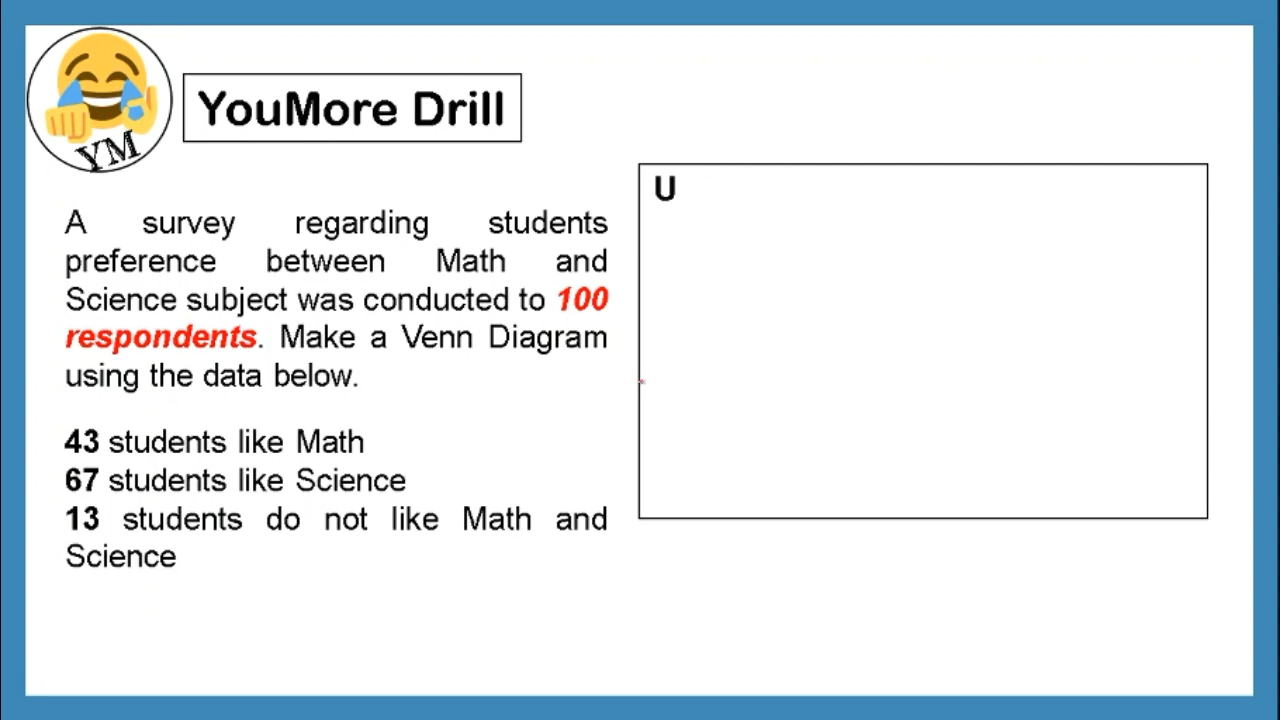 YM
YouMore Drill
U
A survey regarding students
preference between Math and
Science subject was conducted to 100
respondents. Make a Venn Diagram
using the data below.
43 students like Math
67 students like Science
13 students do not like Math and
Science